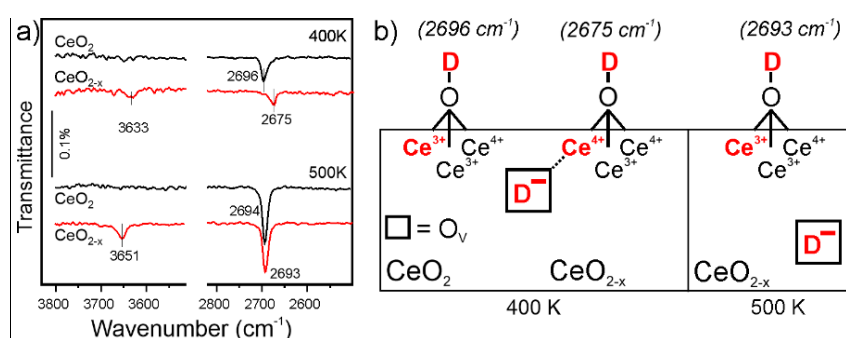 a)
CeO2
400K
CeO2-x
2696
3633
2675
0.1%
500K
CeO2
CeO2-x
2694
3651
2693
Transmittance
3800 3700 3600 2800 2700 2600
Wavenumber (cm-1)
b)
(2696 cm-1) (2675 cm-1) (2693 cm-1)
D D D
O O O
Ce3+ Ce4+ Ce4+ Ce4+ Ce3+ Ce4+
Ce3+ Ce3+ Ce3+
D-
D-
= OV
CeO2 CeO2-x CeO2-x
400 K 500 K